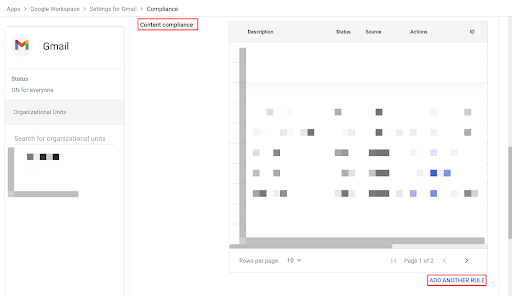 Apps > Google Workspace > Settings for Gmail > Compliance
Content compliance
Gmail
Status
ON for everyone
Organizational Units
Search for organizational units
Description Status Source Actions ID
Rows per page: 10
Page 1 of 2
ADD ANOTHER RULE